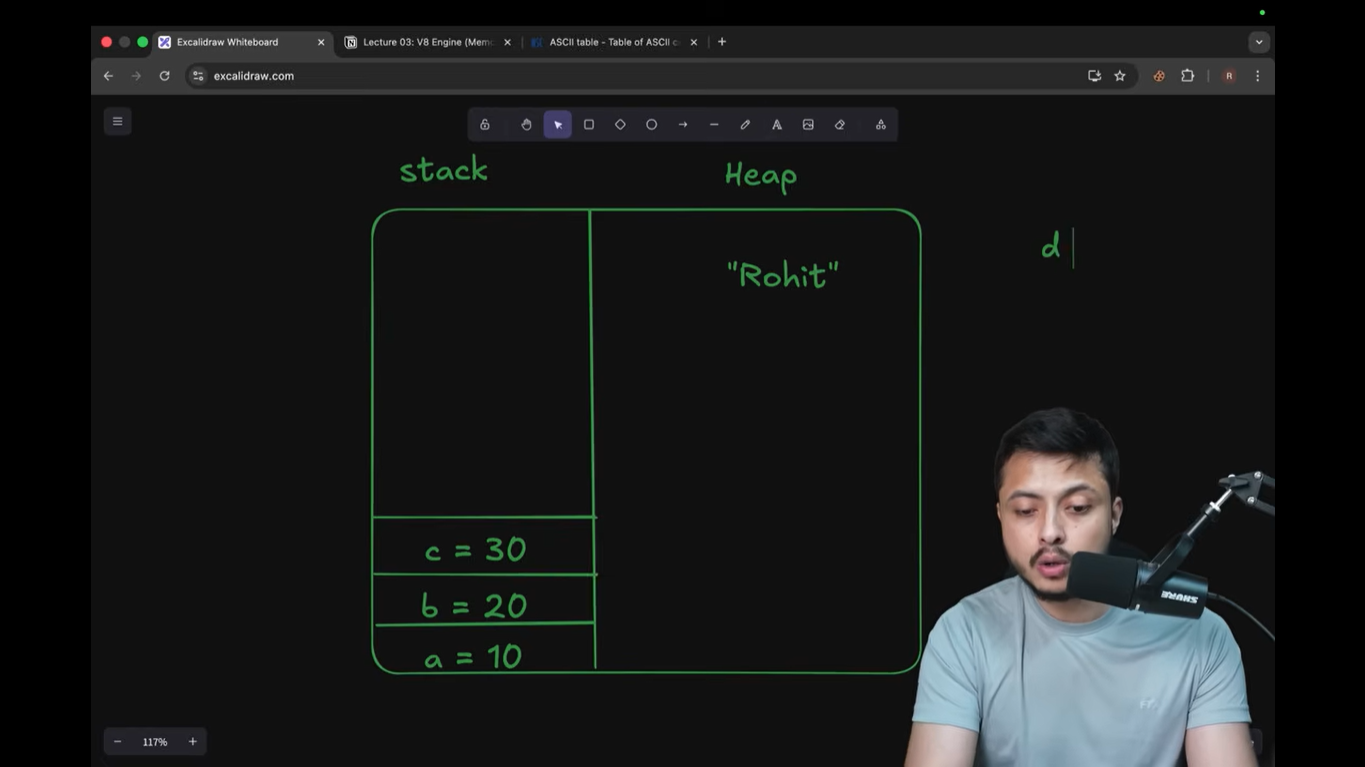 Excalidraw Whiteboard
Lecture 03: V8 Engine (Mem
ASCII table - Table of ASCII c
excalidraw.com
R
stack
Heap
"Rohit"
d
c = 30
b = 20
a = 10
SHURE
117%